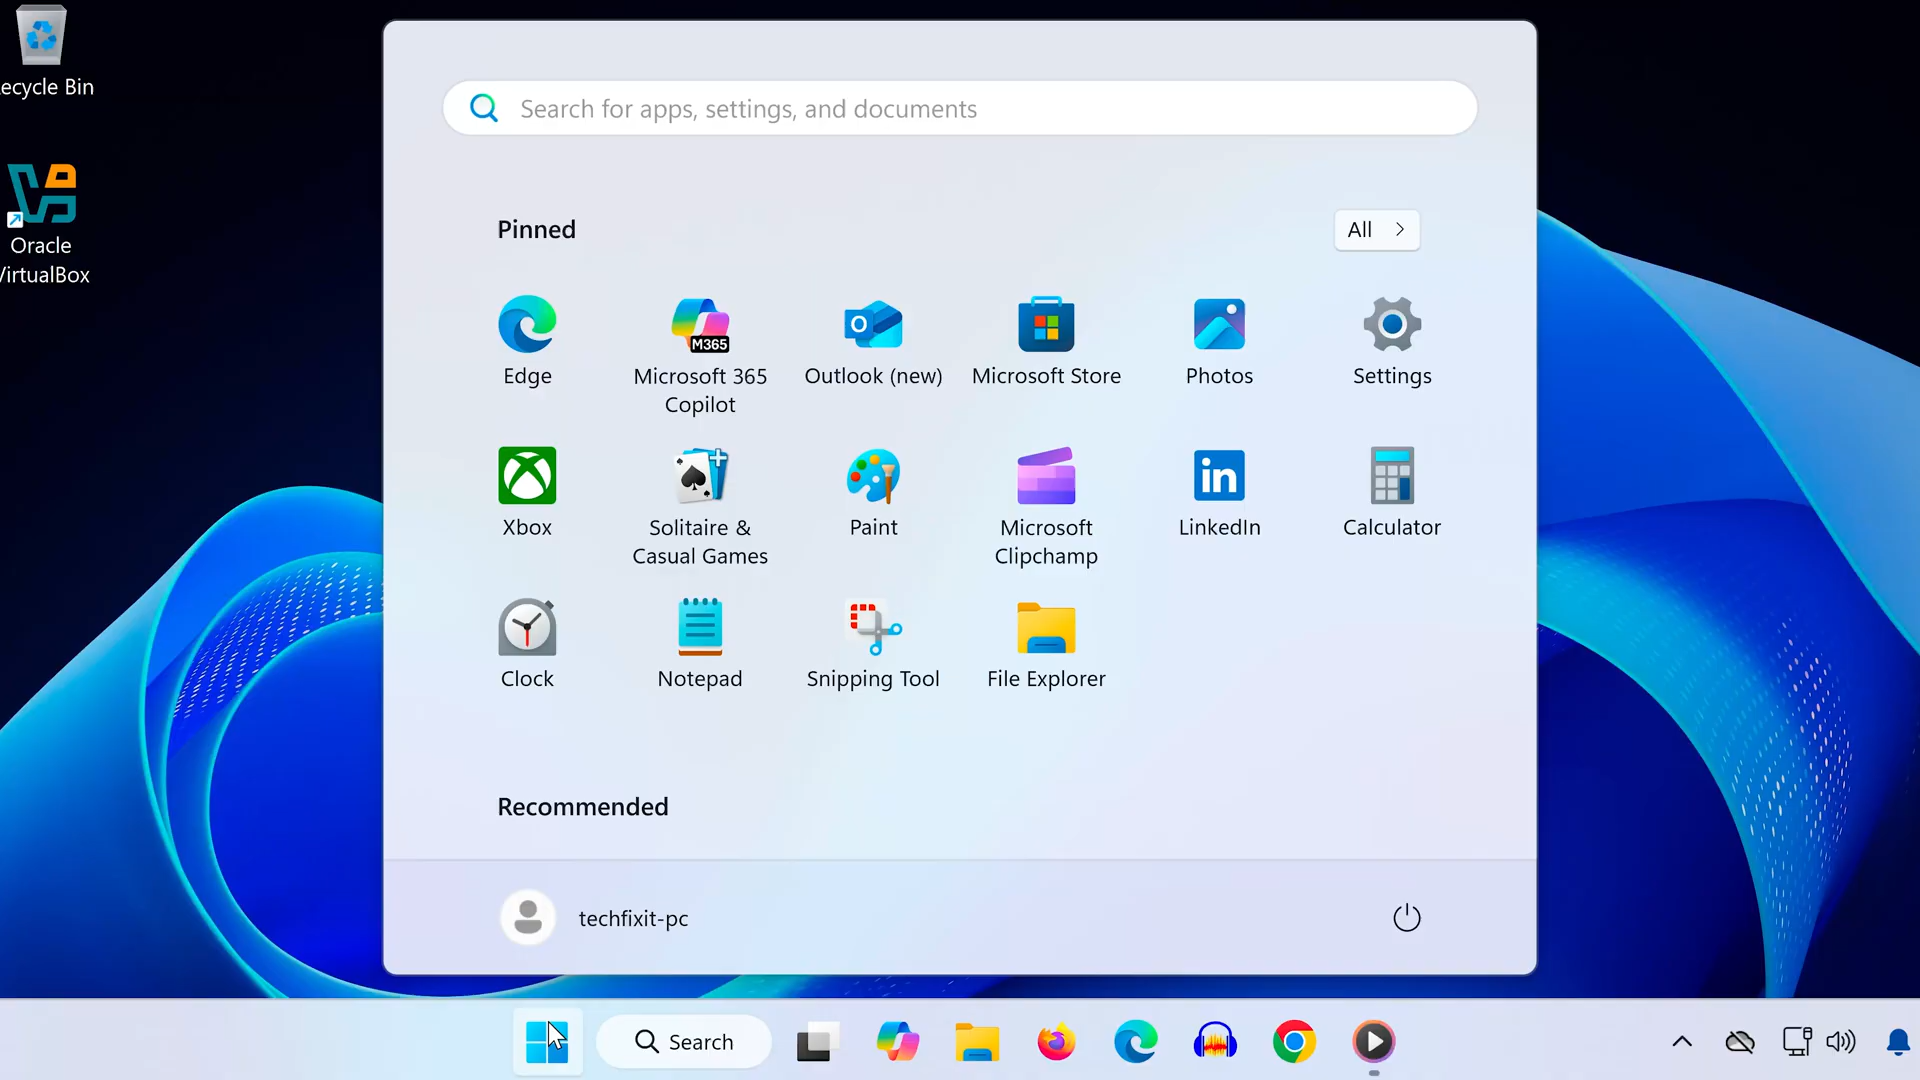 ecycle Bin
Oracle
VirtualBox
Search for apps, settings, and documents
Pinned
All
Edge
M365
Microsoft 365
Copilot
Outlook (new)
Microsoft Store
Photos
Settings
Xbox
Solitaire &
Casual Games
Paint
Microsoft
Clipchamp
LinkedIn
Calculator
Clock
Notepad
Snipping Tool
File Explorer
Recommended
techfixit-pc
Search